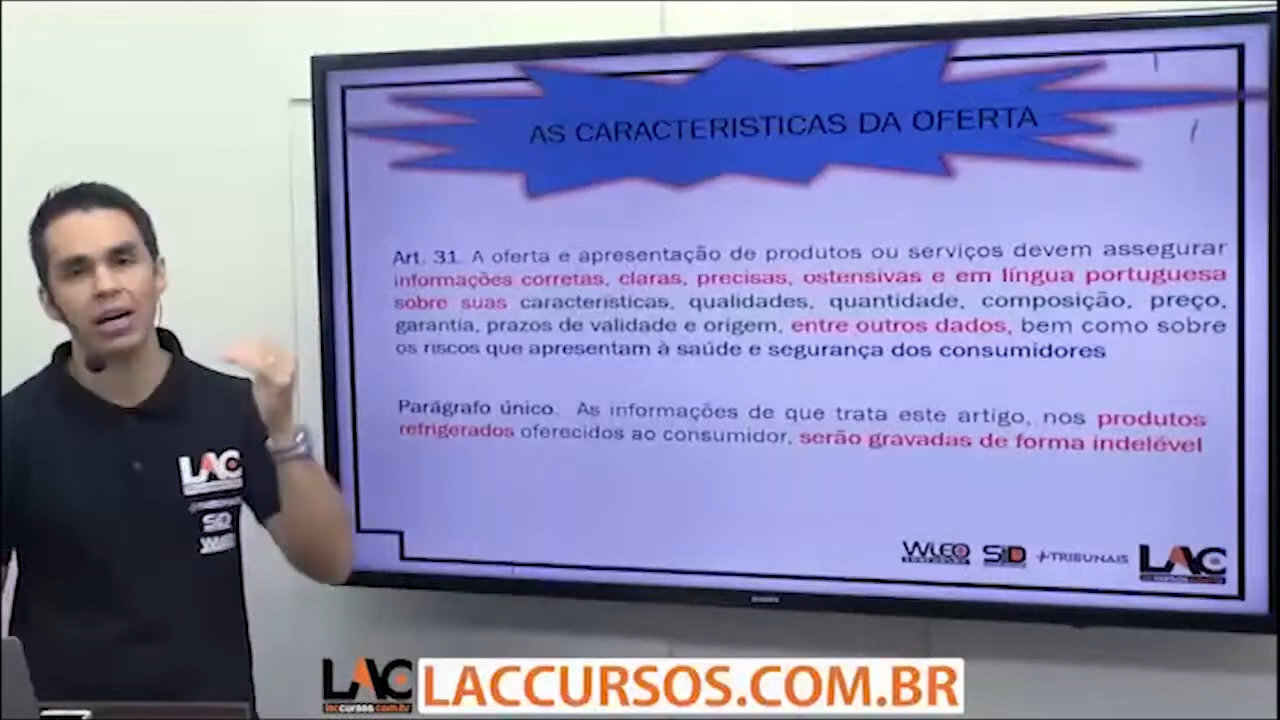 AS CARACTERISTICAS DA OFERTA
Art. 31. A oferta e apresentação de produtos ou serviços devem assegurar
informações corretas, claras, precisas, ostensivas e em língua portuguesa
sobre suas características, qualidades, quantidade, composição, preço,
garantia, prazos de validade e origem, entre outros dados, bem como sobre
os riscos que apresentam à saúde e segurança dos consumidores
Parágrafo único. As informações de que trata este artigo, nos produtos
refrigerados oferecidos ao consumidor, serão gravadas de forma indelével
LAC
WLEO
SD
+TRIBUNAIS
LAC
LAC
laccursos.com.br
LACCURSOS.COM.BR